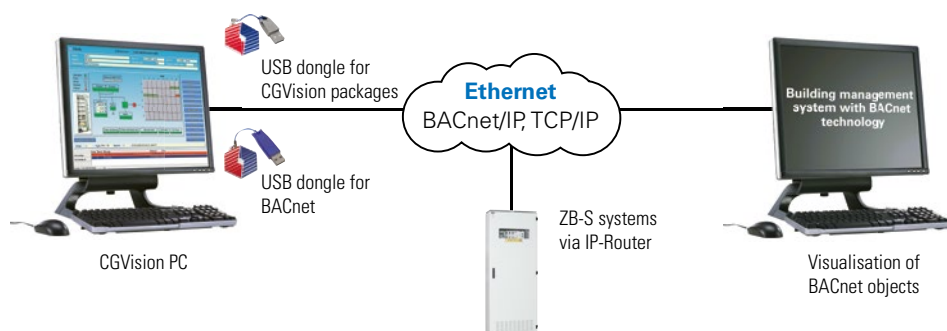 USB dongle for
CGVision packages
Ethernet
BACnet/IP, TCP/IP
Building management
system with BACnet
technology
USB dongle for
BACnet
ZB-S systems
via IP-Router
CGVision PC
Visualisation of
BACnet objects